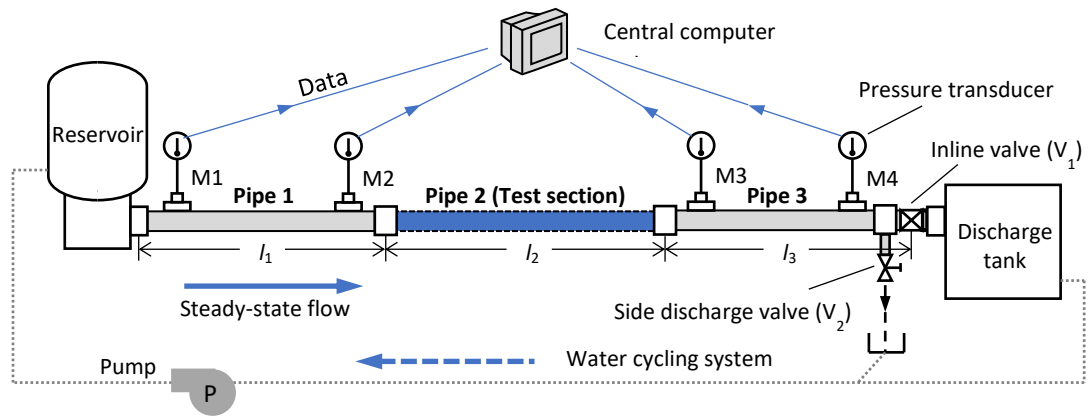 Central computer
Data
Pressure transducer
Reservoir
Inline valve (V1)
M1
M2
M3
M4
Pipe 1
Pipe 2 (Test section)
Pipe 3
Discharge
tank
l1
l2
l3
Steady-state flow
Side discharge valve (V2)
Water cycling system
Pump
P